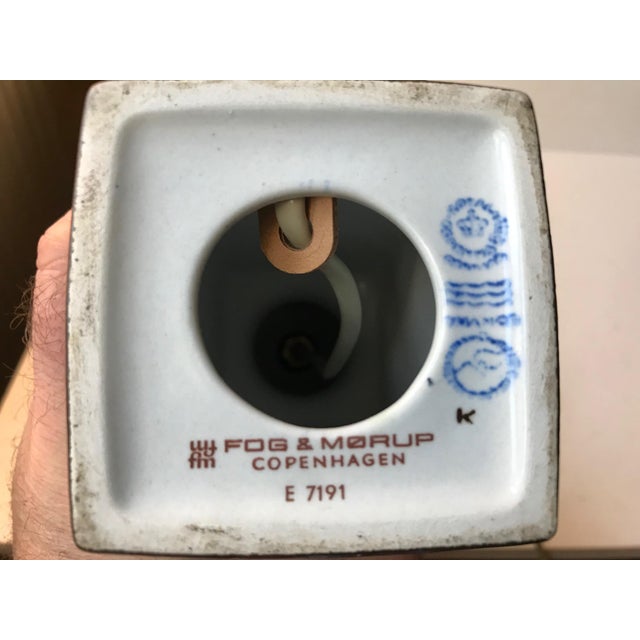 K
FOG & MØRUP
COPENHAGEN
E 7191